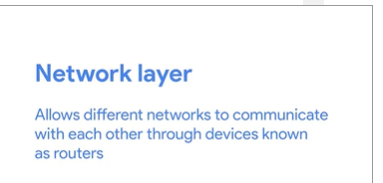 Network layer
Allows different networks to communicate
with each other through devices known
as routers